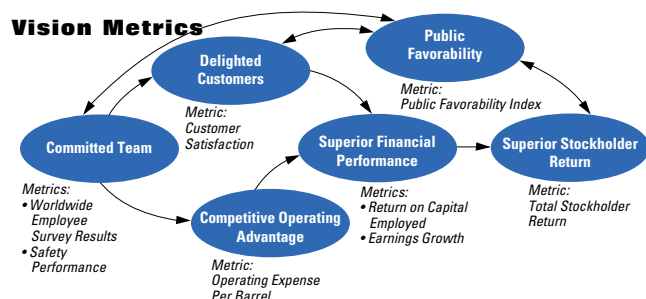 Vision Metrics
Public
Favorability
Metric:
Public Favorability Index
Delighted
Customers
Metric:
Customer
Satisfaction
Committed Team
Metrics:
• Worldwide
Employee
Survey Results
• Safety
Performance
Superior Financial
Performance
Metrics:
• Return on Capital
Employed
• Earnings Growth
Superior Stockholder
Return
Metric:
Total Stockholder
Return
Competitive Operating
Advantage
Metric:
Operating Expense
Per Barrel